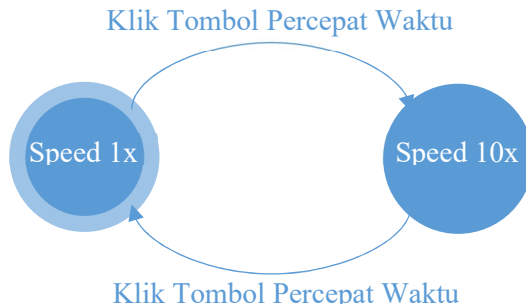 Klik Tombol Percepat Waktu
Speed 1x
Speed 10x
Klik Tombol Percepat Waktu